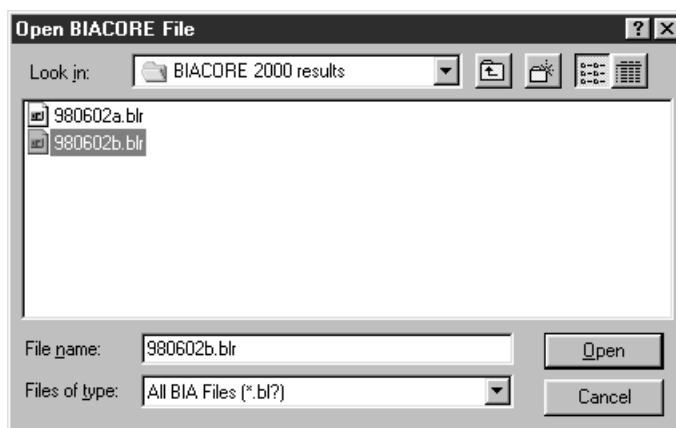 Open BIACORE File
Look in: BIACORE 2000 results
980602a.blr
980602b.blr
File name: 980602b.blr Open
Files of type: All BIA Files (*.bl?) Cancel